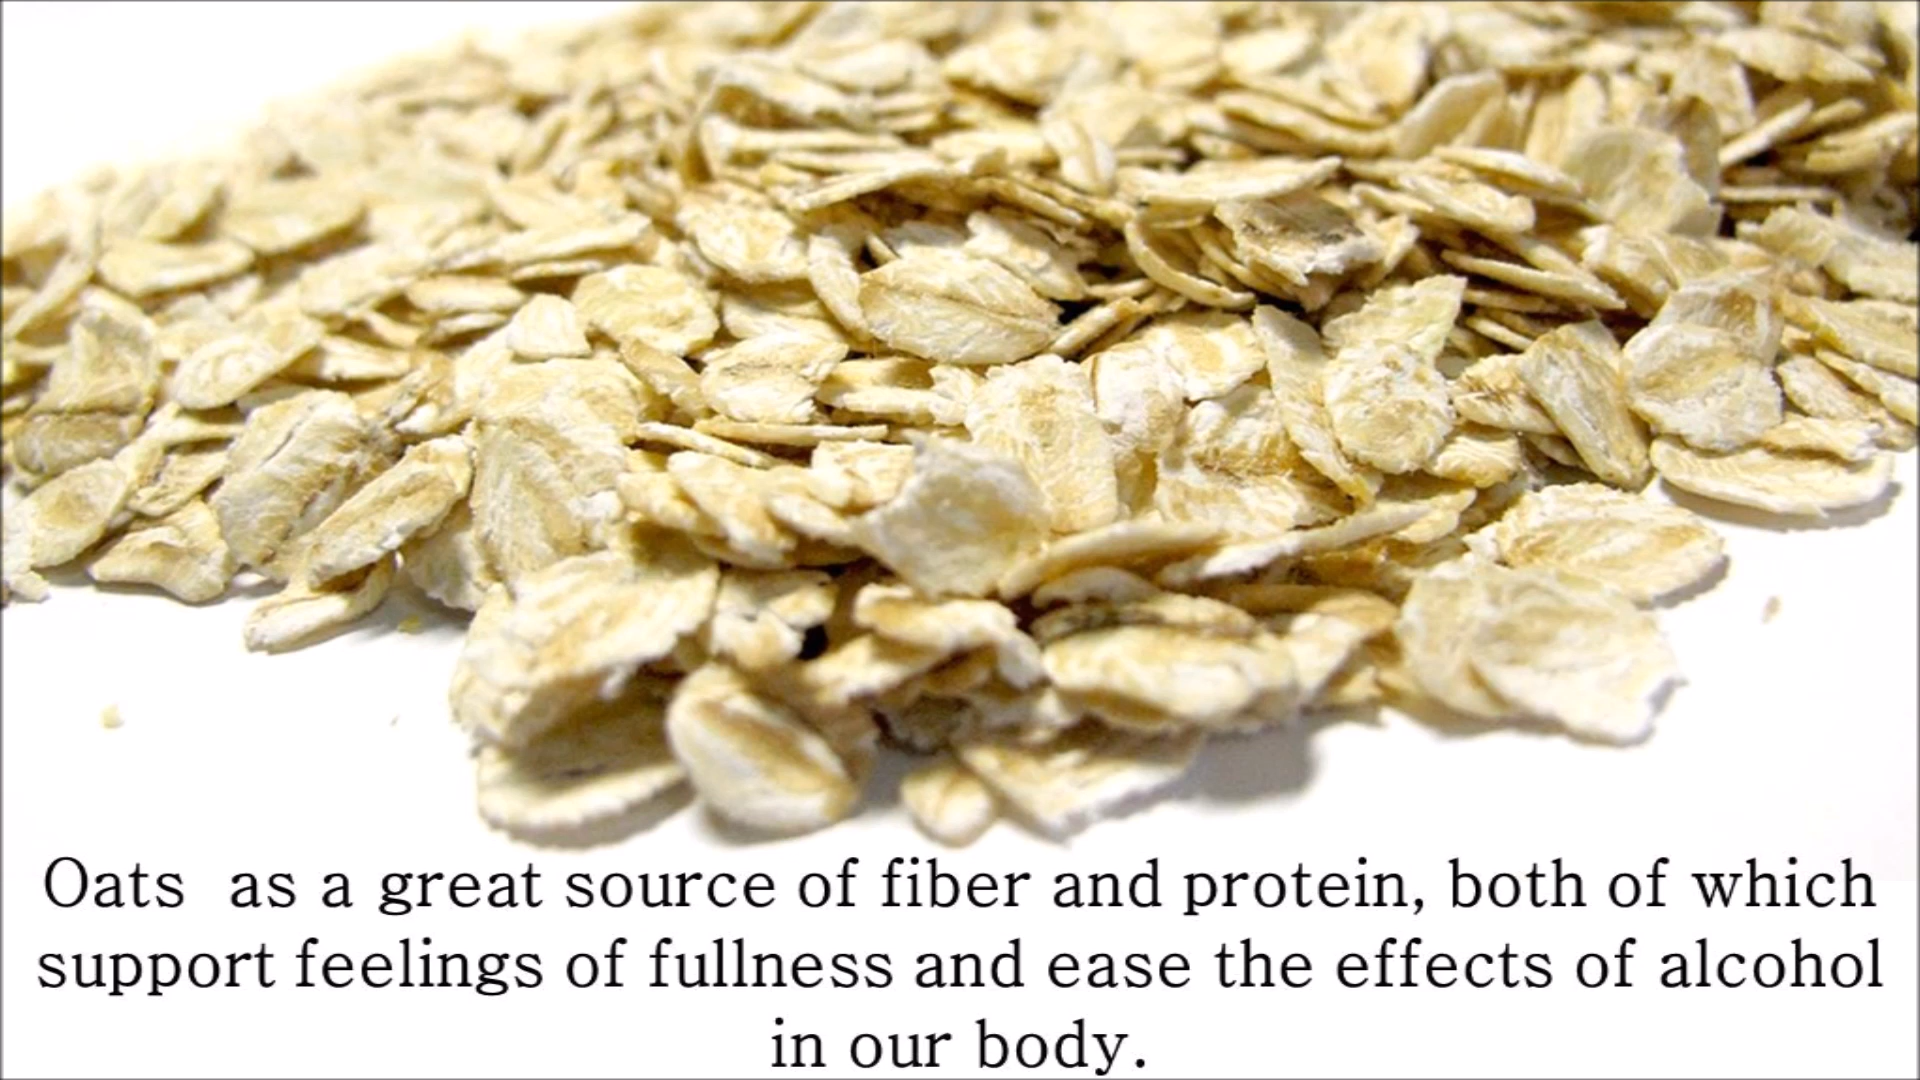 Oats  as a great source of fiber and protein, both of which
support feelings of fullness and ease the effects of alcohol
in our body.